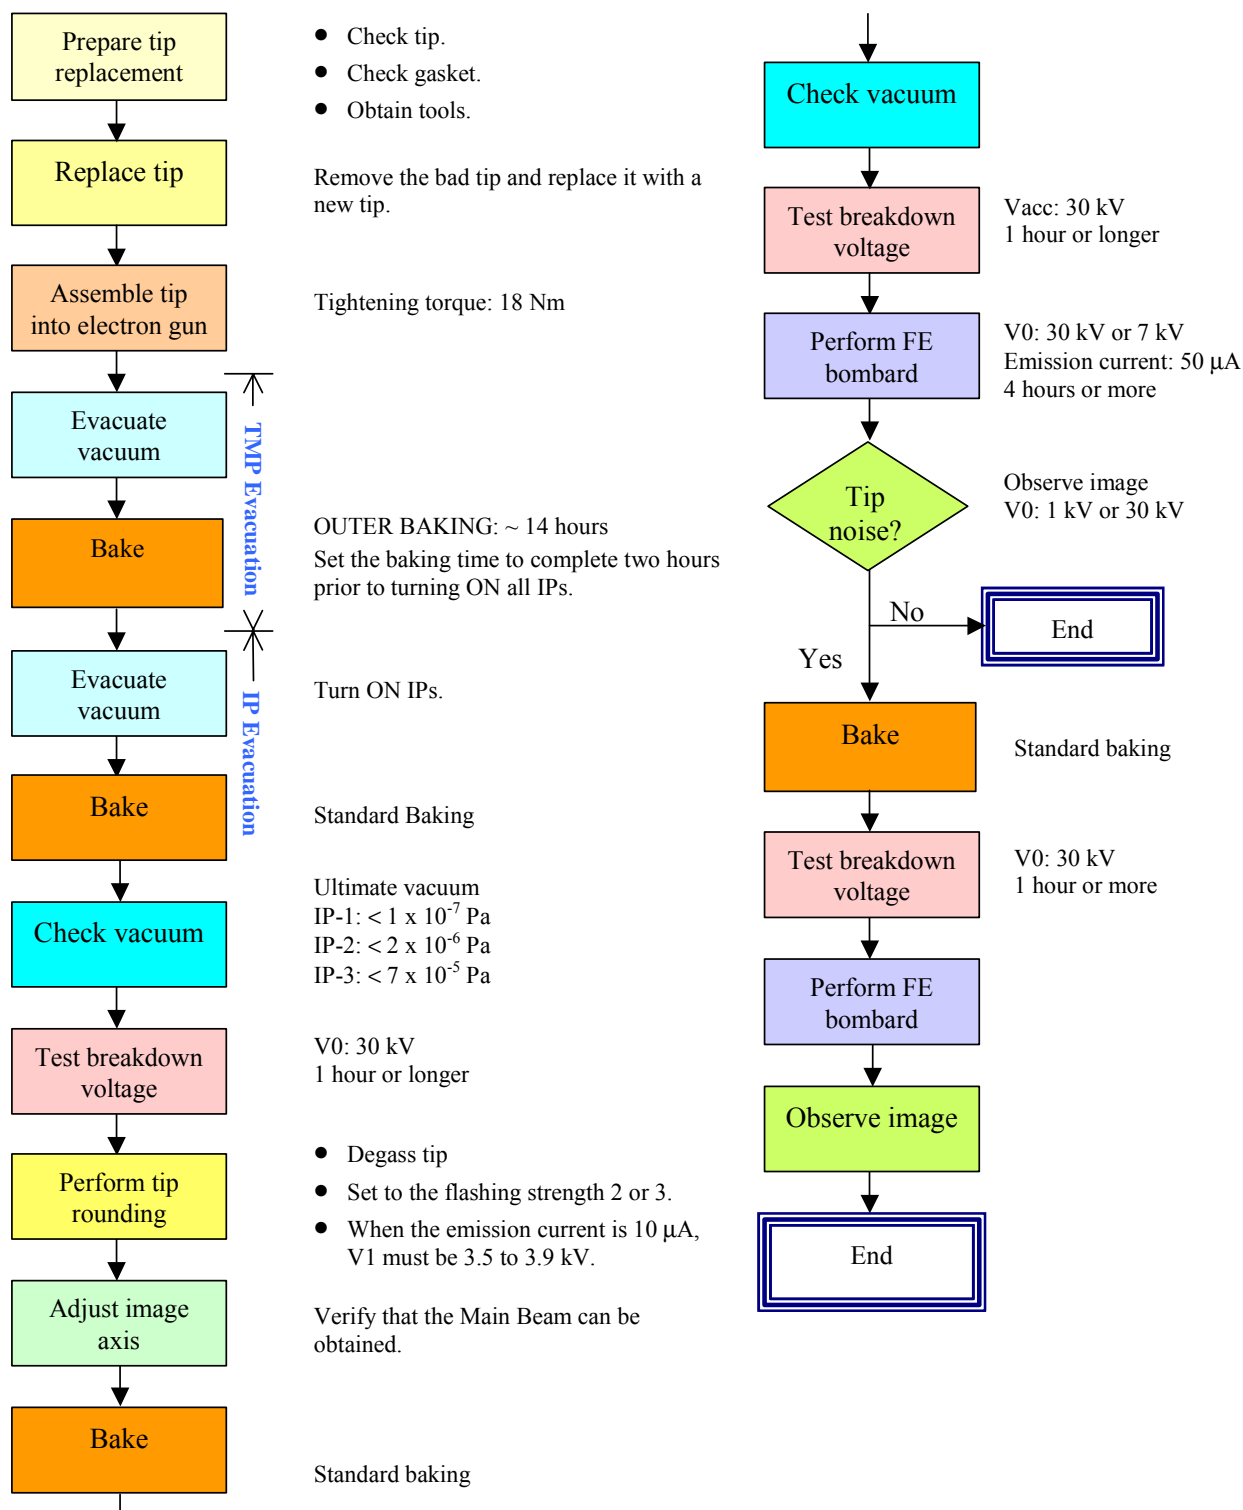 Prepare tip
replacement
● Check tip.
● Check gasket.
● Obtain tools.
Replace tip
Remove the bad tip and replace it with a
new tip.
Assemble tip
into electron gun
Tightening torque: 18 Nm
Evacuate
vacuum
TMP Evacuation
Bake
OUTER BAKING: ~ 14 hours
Set the baking time to complete two hours
prior to turning ON all IPs.
Evacuate
vacuum
IP Evacuation
Turn ON IPs.
Bake
Standard Baking
Check vacuum
Ultimate vacuum
IP-1: < 1 x 10⁻⁷ Pa
IP-2: < 2 x 10⁻⁶ Pa
IP-3: < 7 x 10⁻⁵ Pa
Test breakdown
voltage
V0: 30 kV
1 hour or longer
Perform tip
rounding
● Degass tip
● Set to the flashing strength 2 or 3.
● When the emission current is 10 μA,
V1 must be 3.5 to 3.9 kV.
Adjust image
axis
Verify that the Main Beam can be
obtained.
Bake
Standard baking
Check vacuum
Test breakdown
voltage
Vacc: 30 kV
1 hour or longer
Perform FE
bombard
V0: 30 kV or 7 kV
Emission current: 50 μA
4 hours or more
Tip
noise?
Observe image
V0: 1 kV or 30 kV
No
End
Yes
Bake
Standard baking
Test breakdown
voltage
V0: 30 kV
1 hour or more
Perform FE
bombard
Observe image
End